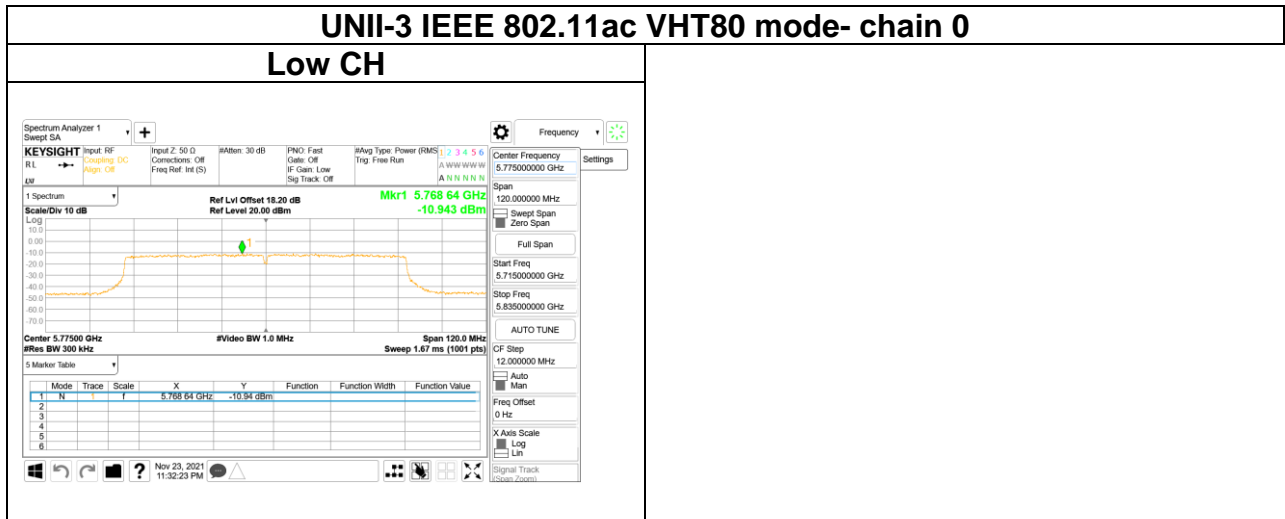 UNII-3 IEEE 802.11ac VHT80 mode- chain 0
Low CH
Spectrum Analyzer 1
Swept SA
Frequency
KEYSIGHT
RL
Input: RF
Coupling: DC
Align: Off
Input Z: 50 Ω
Corrections: Off
Freq Ref: Int (S)
#Atten: 30 dB
PNO: Fast
Gate: Off
IF Gain: Low
Sig Track: Off
#Avg Type: Power (RMS
Trig: Free Run
1 2 3 4 5 6
A W W W W W
A N N N N N
1 Spectrum
Scale/Div 10 dB
Ref Lvl Offset 18.20 dB
Ref Level 20.00 dBm
Mkr1 5.768 64 GHz
-10.943 dBm
Log
10.0
0.00
-10.0
-20.0
-30.0
-40.0
-50.0
-60.0
-70.0
1
Center 5.77500 GHz
#Res BW 300 kHz
#Video BW 1.0 MHz
Span 120.0 MHz
Sweep 1.67 ms (1001 pts)
5 Marker Table
Mode Trace Scale X Y Function Function Width Function Value
1 N 1 f 5.768 64 GHz -10.94 dBm
2
3
4
5
6
Nov 23, 2021
11:32:23 PM
Center Frequency
5.775000000 GHz
Settings
Span
120.000000 MHz
Swept Span
Zero Span
Full Span
Start Freq
5.715000000 GHz
Stop Freq
5.835000000 GHz
AUTO TUNE
CF Step
12.000000 MHz
Auto
Man
Freq Offset
0 Hz
X Axis Scale
Log
Lin
Signal Track
(Span Zoom)